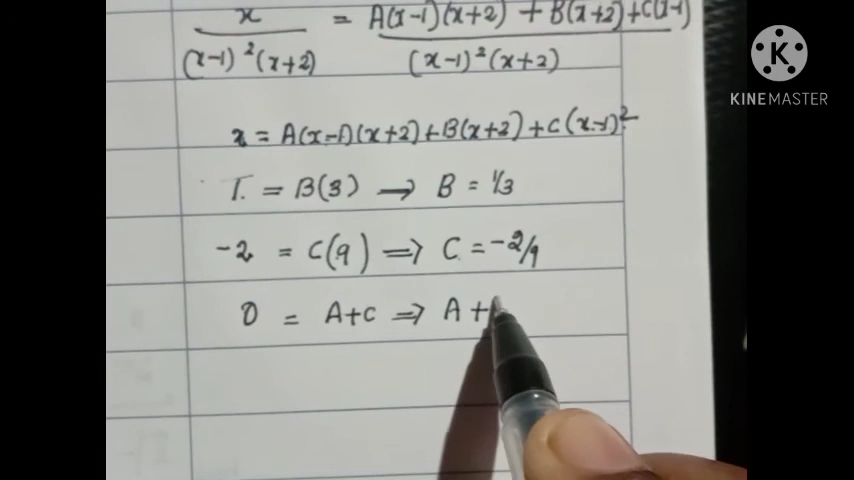 x = A(x-1)(x+2) + B(x+2)+C(x-1)
(x-1)²(x+2) (x-1)²(x+2)
x = A(x-1)(x+2)+B(x+2)+C(x-1)²
1. = B(3) → B = 1/3
-2 = C(9) ⇒ C = -2/9
0 = A+C ⇒ A +
K
KINEMASTER